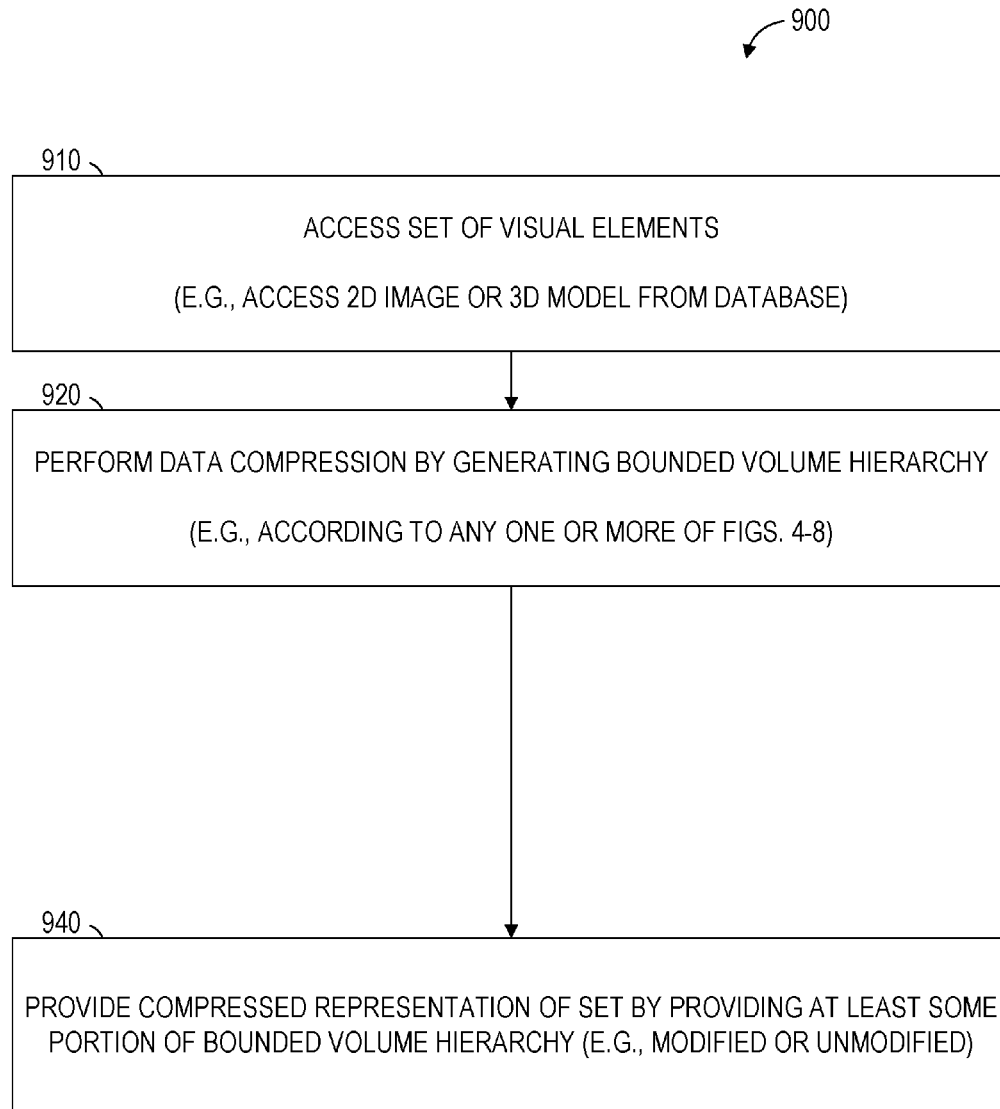 900
910
ACCESS SET OF VISUAL ELEMENTS
(E.G., ACCESS 2D IMAGE OR 3D MODEL FROM DATABASE)
920
PERFORM DATA COMPRESSION BY GENERATING BOUNDED VOLUME HIERARCHY
(E.G., ACCORDING TO ANY ONE OR MORE OF FIGS. 4-8)
940
PROVIDE COMPRESSED REPRESENTATION OF SET BY PROVIDING AT LEAST SOME
PORTION OF BOUNDED VOLUME HIERARCHY (E.G., MODIFIED OR UNMODIFIED)